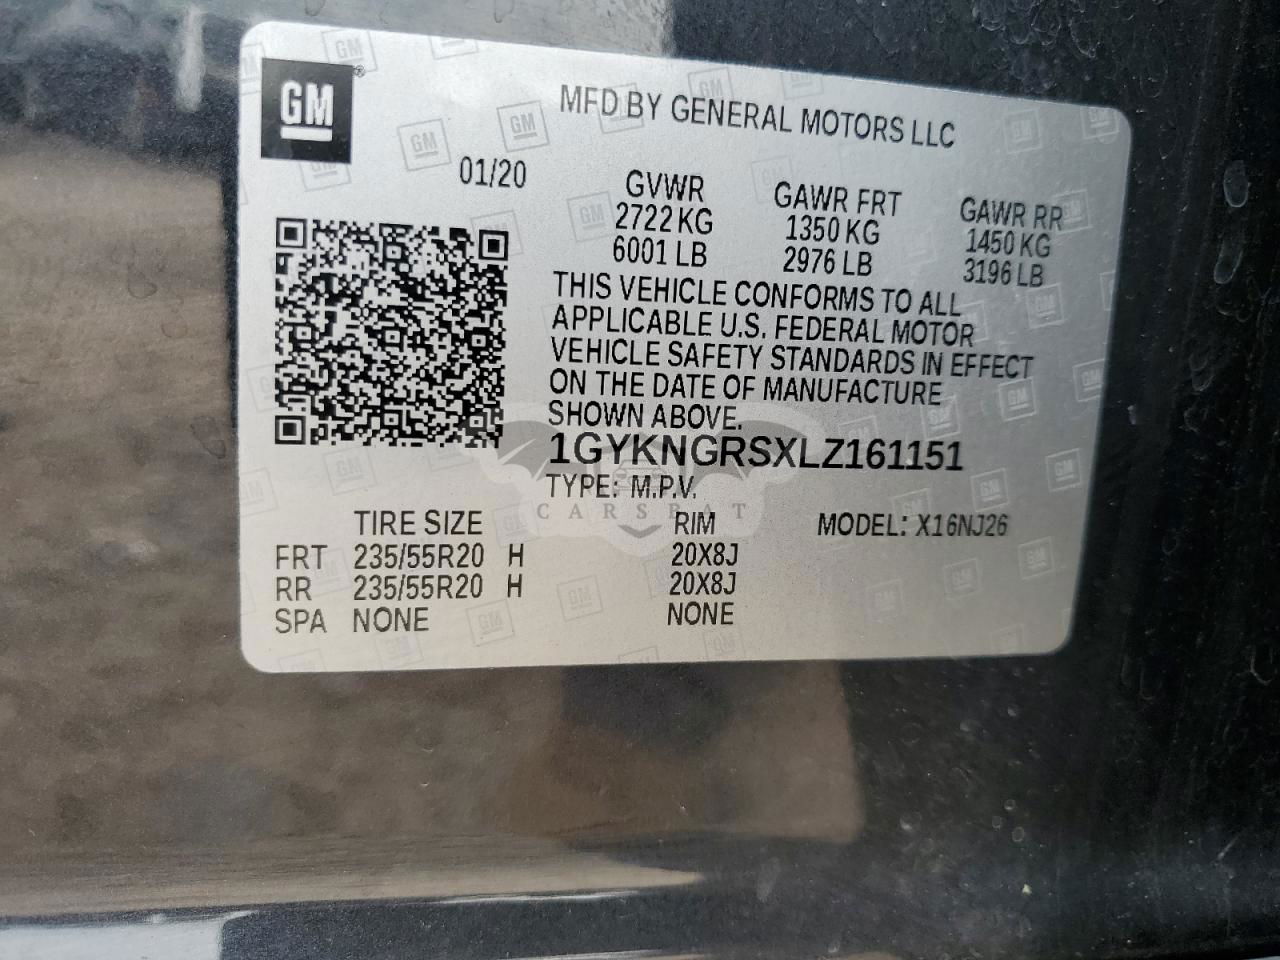 GM
MFD BY GENERAL MOTORS LLC
01/20
GVWR GAWR FRT GAWR RR
2722 KG 1350 KG 1450 KG
6001 LB 2976 LB 3196 LB
THIS VEHICLE CONFORMS TO ALL
APPLICABLE U.S. FEDERAL MOTOR
VEHICLE SAFETY STANDARDS IN EFFECT
ON THE DATE OF MANUFACTURE
SHOWN ABOVE.
1GYKNGRSXLZ161151
TYPE: M.P.V.
CARSBAT
TIRE SIZE RIM MODEL: X16NJ26
FRT 235/55R20 H 20X8J
RR 235/55R20 H 20X8J
SPA NONE NONE